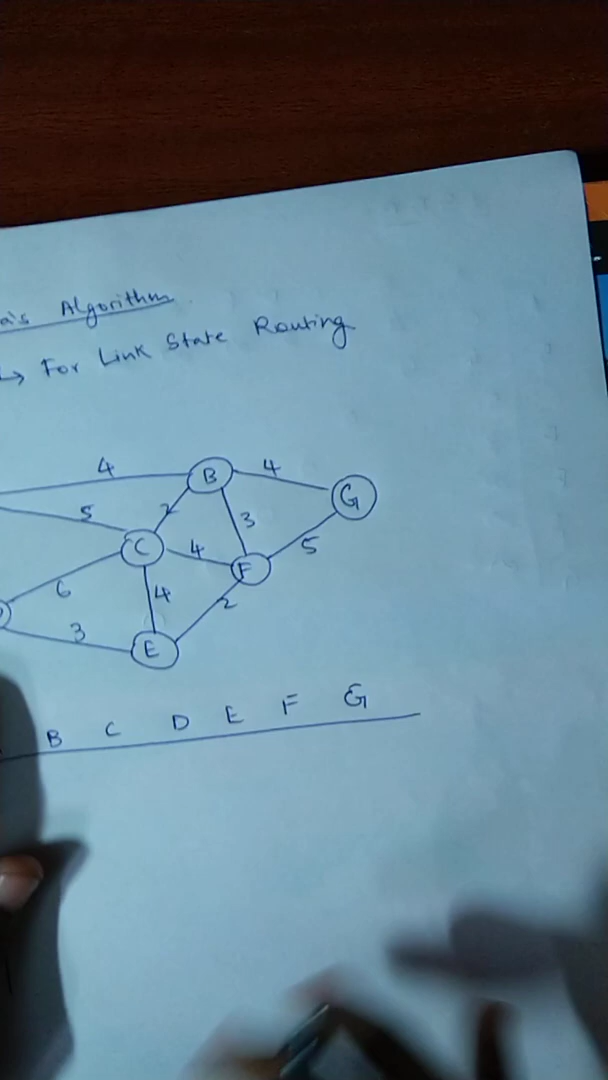 a's Algorithm
↳ For Link State Routing
4 B 4
5 2 G
C 4 3
F 5
6 4
3 2
E
B C D E F G